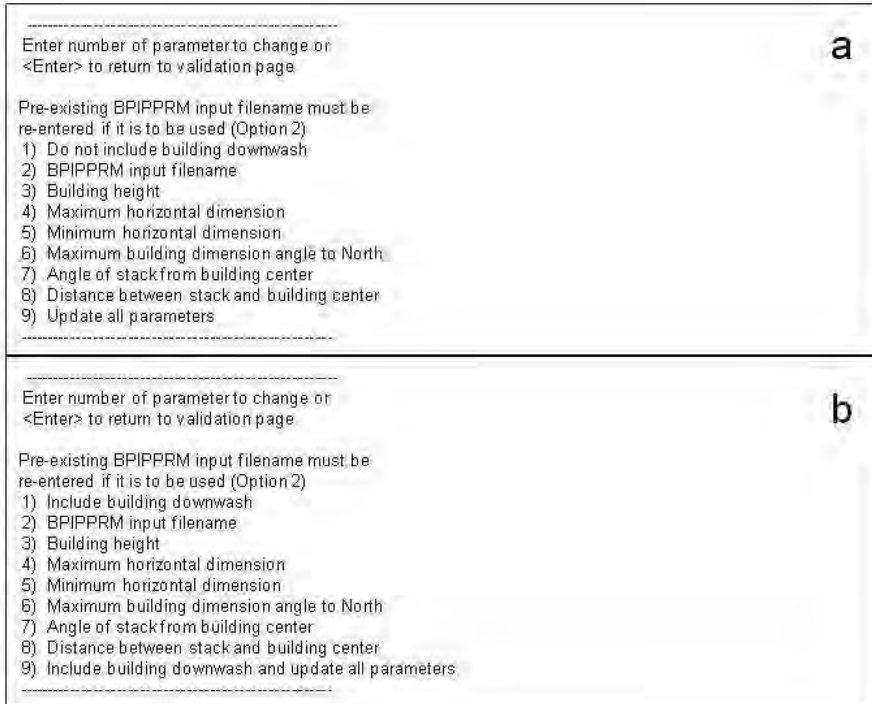 ------------------------------------------------------------
Enter number of parameter to change or
<Enter> to return to validation page
a
Pre-existing BPIPPRM input filename must be
re-entered if it is to be used (Option 2)
1) Do not include building downwash
2) BPIPPRM input filename
3) Building height
4) Maximum horizontal dimension
5) Minimum horizontal dimension
6) Maximum building dimension angle to North
7) Angle of stack from building center
8) Distance between stack and building center
9) Update all parameters
------------------------------------------------------------
------------------------------------------------------------
Enter number of parameter to change or
<Enter> to return to validation page
b
Pre-existing BPIPPRM input filename must be
re-entered if it is to be used (Option 2)
1) Include building downwash
2) BPIPPRM input filename
3) Building height
4) Maximum horizontal dimension
5) Minimum horizontal dimension
6) Maximum building dimension angle to North
7) Angle of stack from building center
8) Distance between stack and building center
9) Include building downwash and update all parameters
------------------------------------------------------------